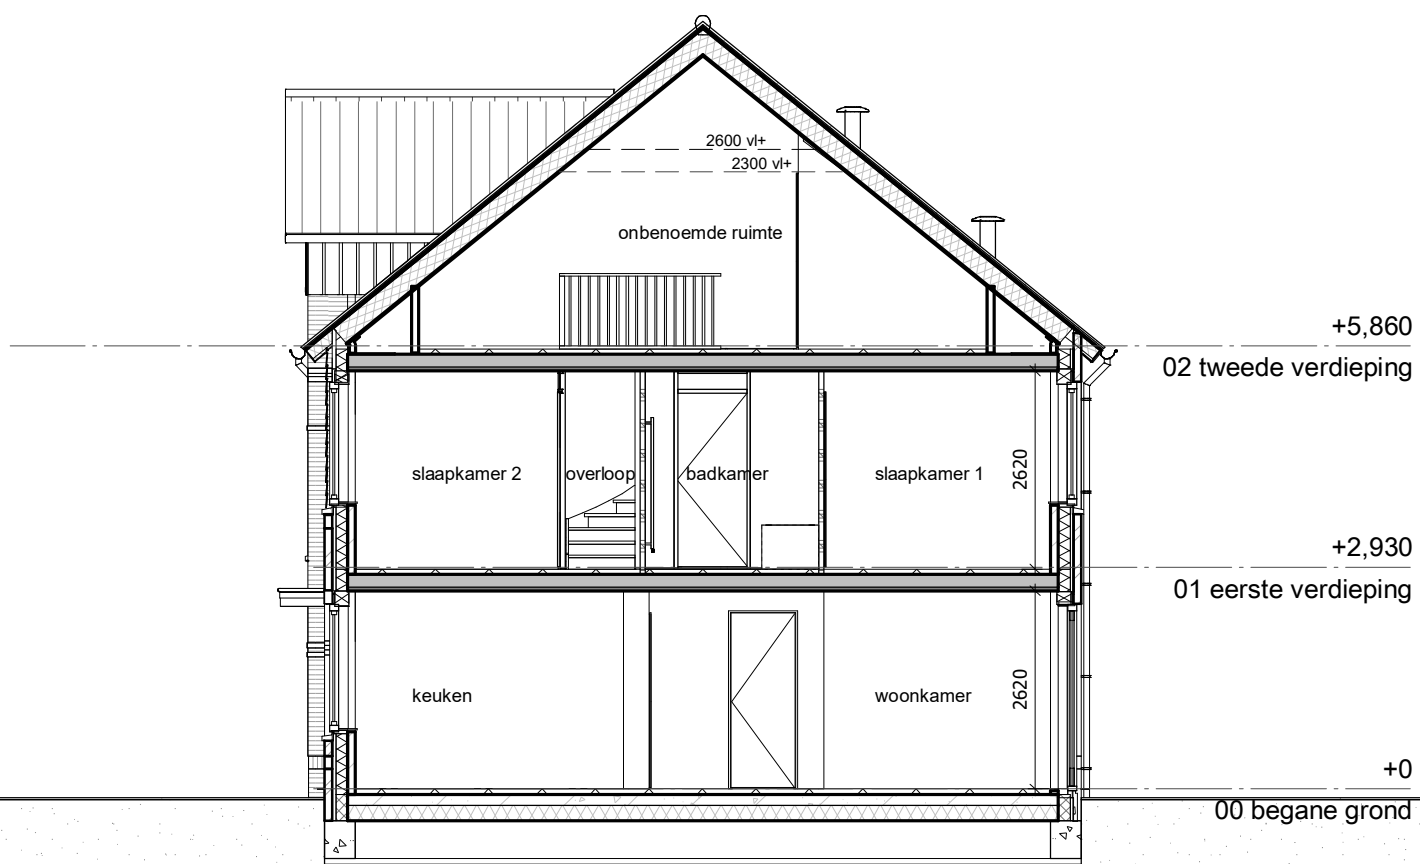 2600 vl+
2300 vl+
onbenoemde ruimte
+5,860
02 tweede verdieping
slaapkamer 2
overloop
badkamer
slaapkamer 1
2620
+2,930
01 eerste verdieping
keuken
woonkamer
2620
+0
00 begane grond